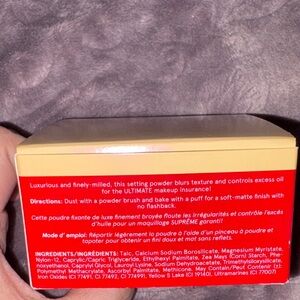 Luxurious and finely-milled, this setting powder blurs texture and controls excess oil
for the ULTIMATE makeup insurance!
Directions: Dust with a powder brush and bake with a puff for a soft-matte finish with
no flashback.
Cette poudre fixante de luxe finement broyée floute les irrégularités et contrôle l'excès
d'huile pour un maquillage SUPRÊME garanti!
Mode d' emploi: Répartir légèrement la poudre à l'aide d'un pinceau à poudre et
tapoter pour obtenir un fini doux et mat sans reflet.
INGREDIENTS/INGRÉDIENTS: Talc, Calcium Sodium Borosilicate, Magnesium Myristate,
Nylon-12, Caprylic/Capric Triglyceride, Ethylhexyl Palmitate, Zea Mays (Corn) Starch, Phe-
noxyethanol, Caprylyl Glycol, Lauroyl Lysine, Sodium Dehydroacetate, Trimethylsiloxysilicate,
Polymethyl Methacrylate, Ascorbyl Palmitate, Methicone. May Contain/Peut Contenir (±):
Iron Oxides (CI 77491, CI 77492, CI 77499), Yellow 5 Lake (CI 19140), Ultramarines (CI 77007)